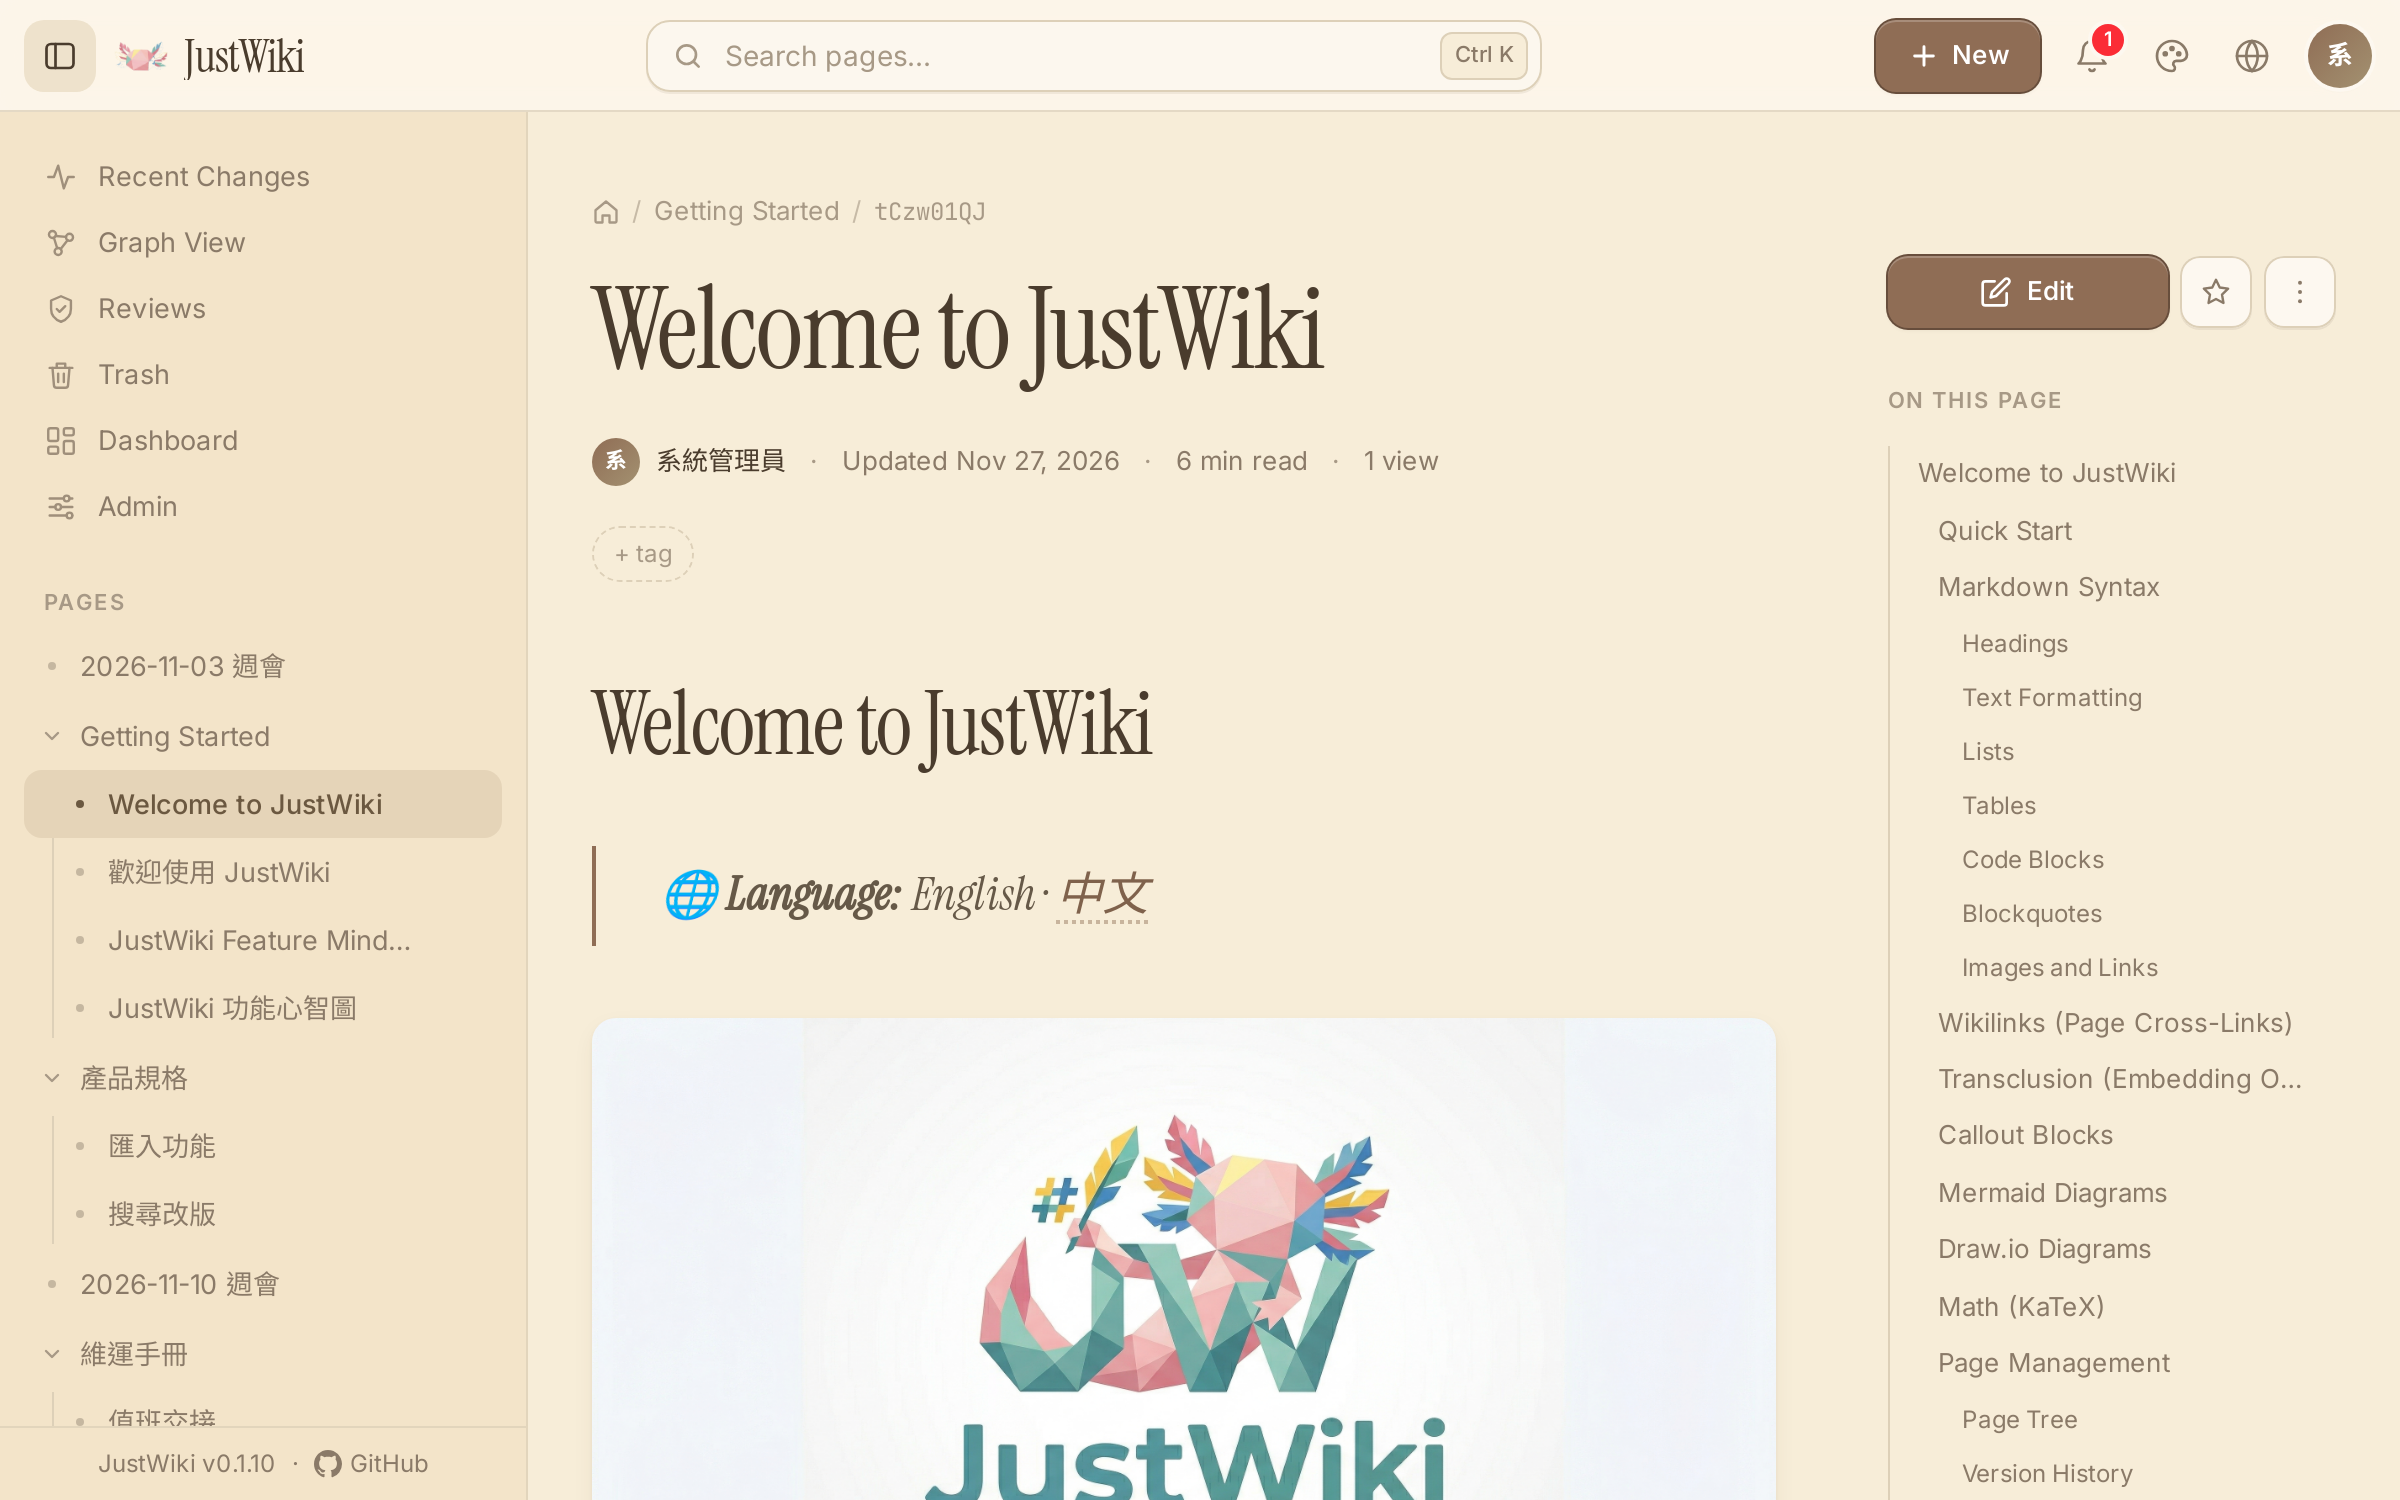 JustWiki
Search pages...
Ctrl K
New
1
系
Recent Changes
Graph View
Reviews
Trash
Dashboard
Admin
PAGES
2026-11-03 週會
Getting Started
Welcome to JustWiki
歡迎使用 JustWiki
JustWiki Feature Mind...
JustWiki 功能心智圖
產品規格
匯入功能
搜尋改版
2026-11-10 週會
維運手冊
值班交接
JustWiki v0.1.10 · GitHub
/ Getting Started / tCzw01QJ
Welcome to JustWiki
系 系統管理員 · Updated Nov 27, 2026 · 6 min read · 1 view
+ tag
Welcome to JustWiki
Language: English · 中文
#
JW
JustWiki
Edit
ON THIS PAGE
Welcome to JustWiki
Quick Start
Markdown Syntax
Headings
Text Formatting
Lists
Tables
Code Blocks
Blockquotes
Images and Links
Wikilinks (Page Cross-Links)
Transclusion (Embedding O...
Callout Blocks
Mermaid Diagrams
Draw.io Diagrams
Math (KaTeX)
Page Management
Page Tree
Version History